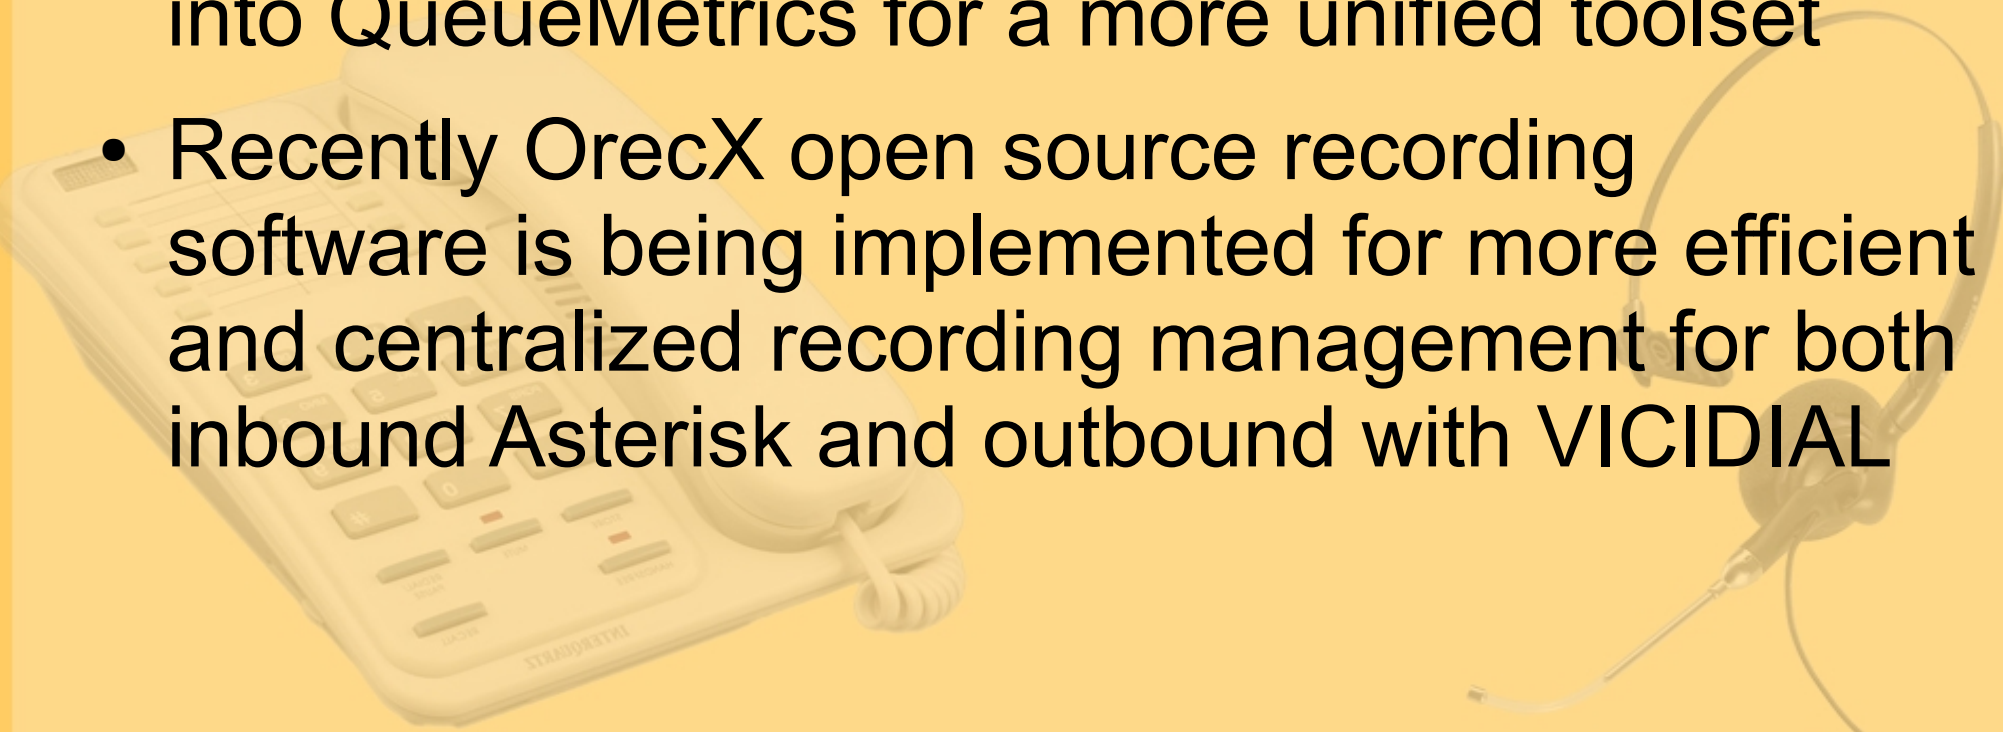 into QueueMetrics for a more unified toolset
• Recently OrecX open source recording
software is being implemented for more efficient
and centralized recording management for both
inbound Asterisk and outbound with VICIDIAL
INTERQUARTZ